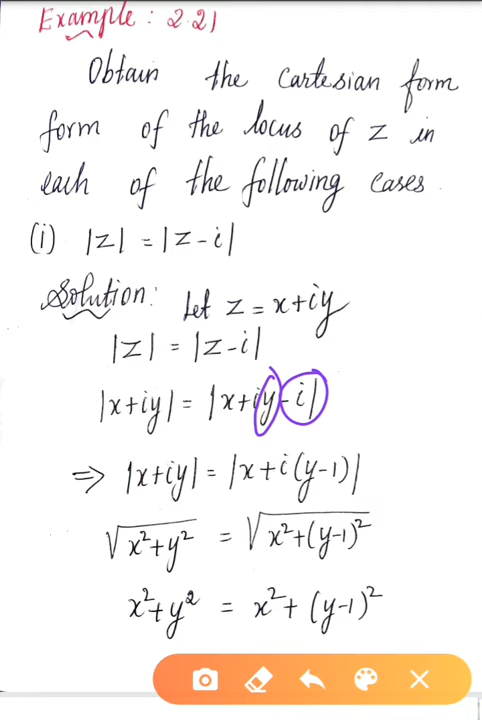 Example: 2.21
Obtain the Cartesian form
form of the locus of z in
each of the following cases
(i) |z| = |z-i|
Solution: Let z = x+iy
|z| = |z-i|
|x+iy| = |x+iy-i|
⇒ |x+iy| = |x+i(y-1)|
√x²+y² = √x²+(y-1)²
x²+y² = x²+(y-1)²